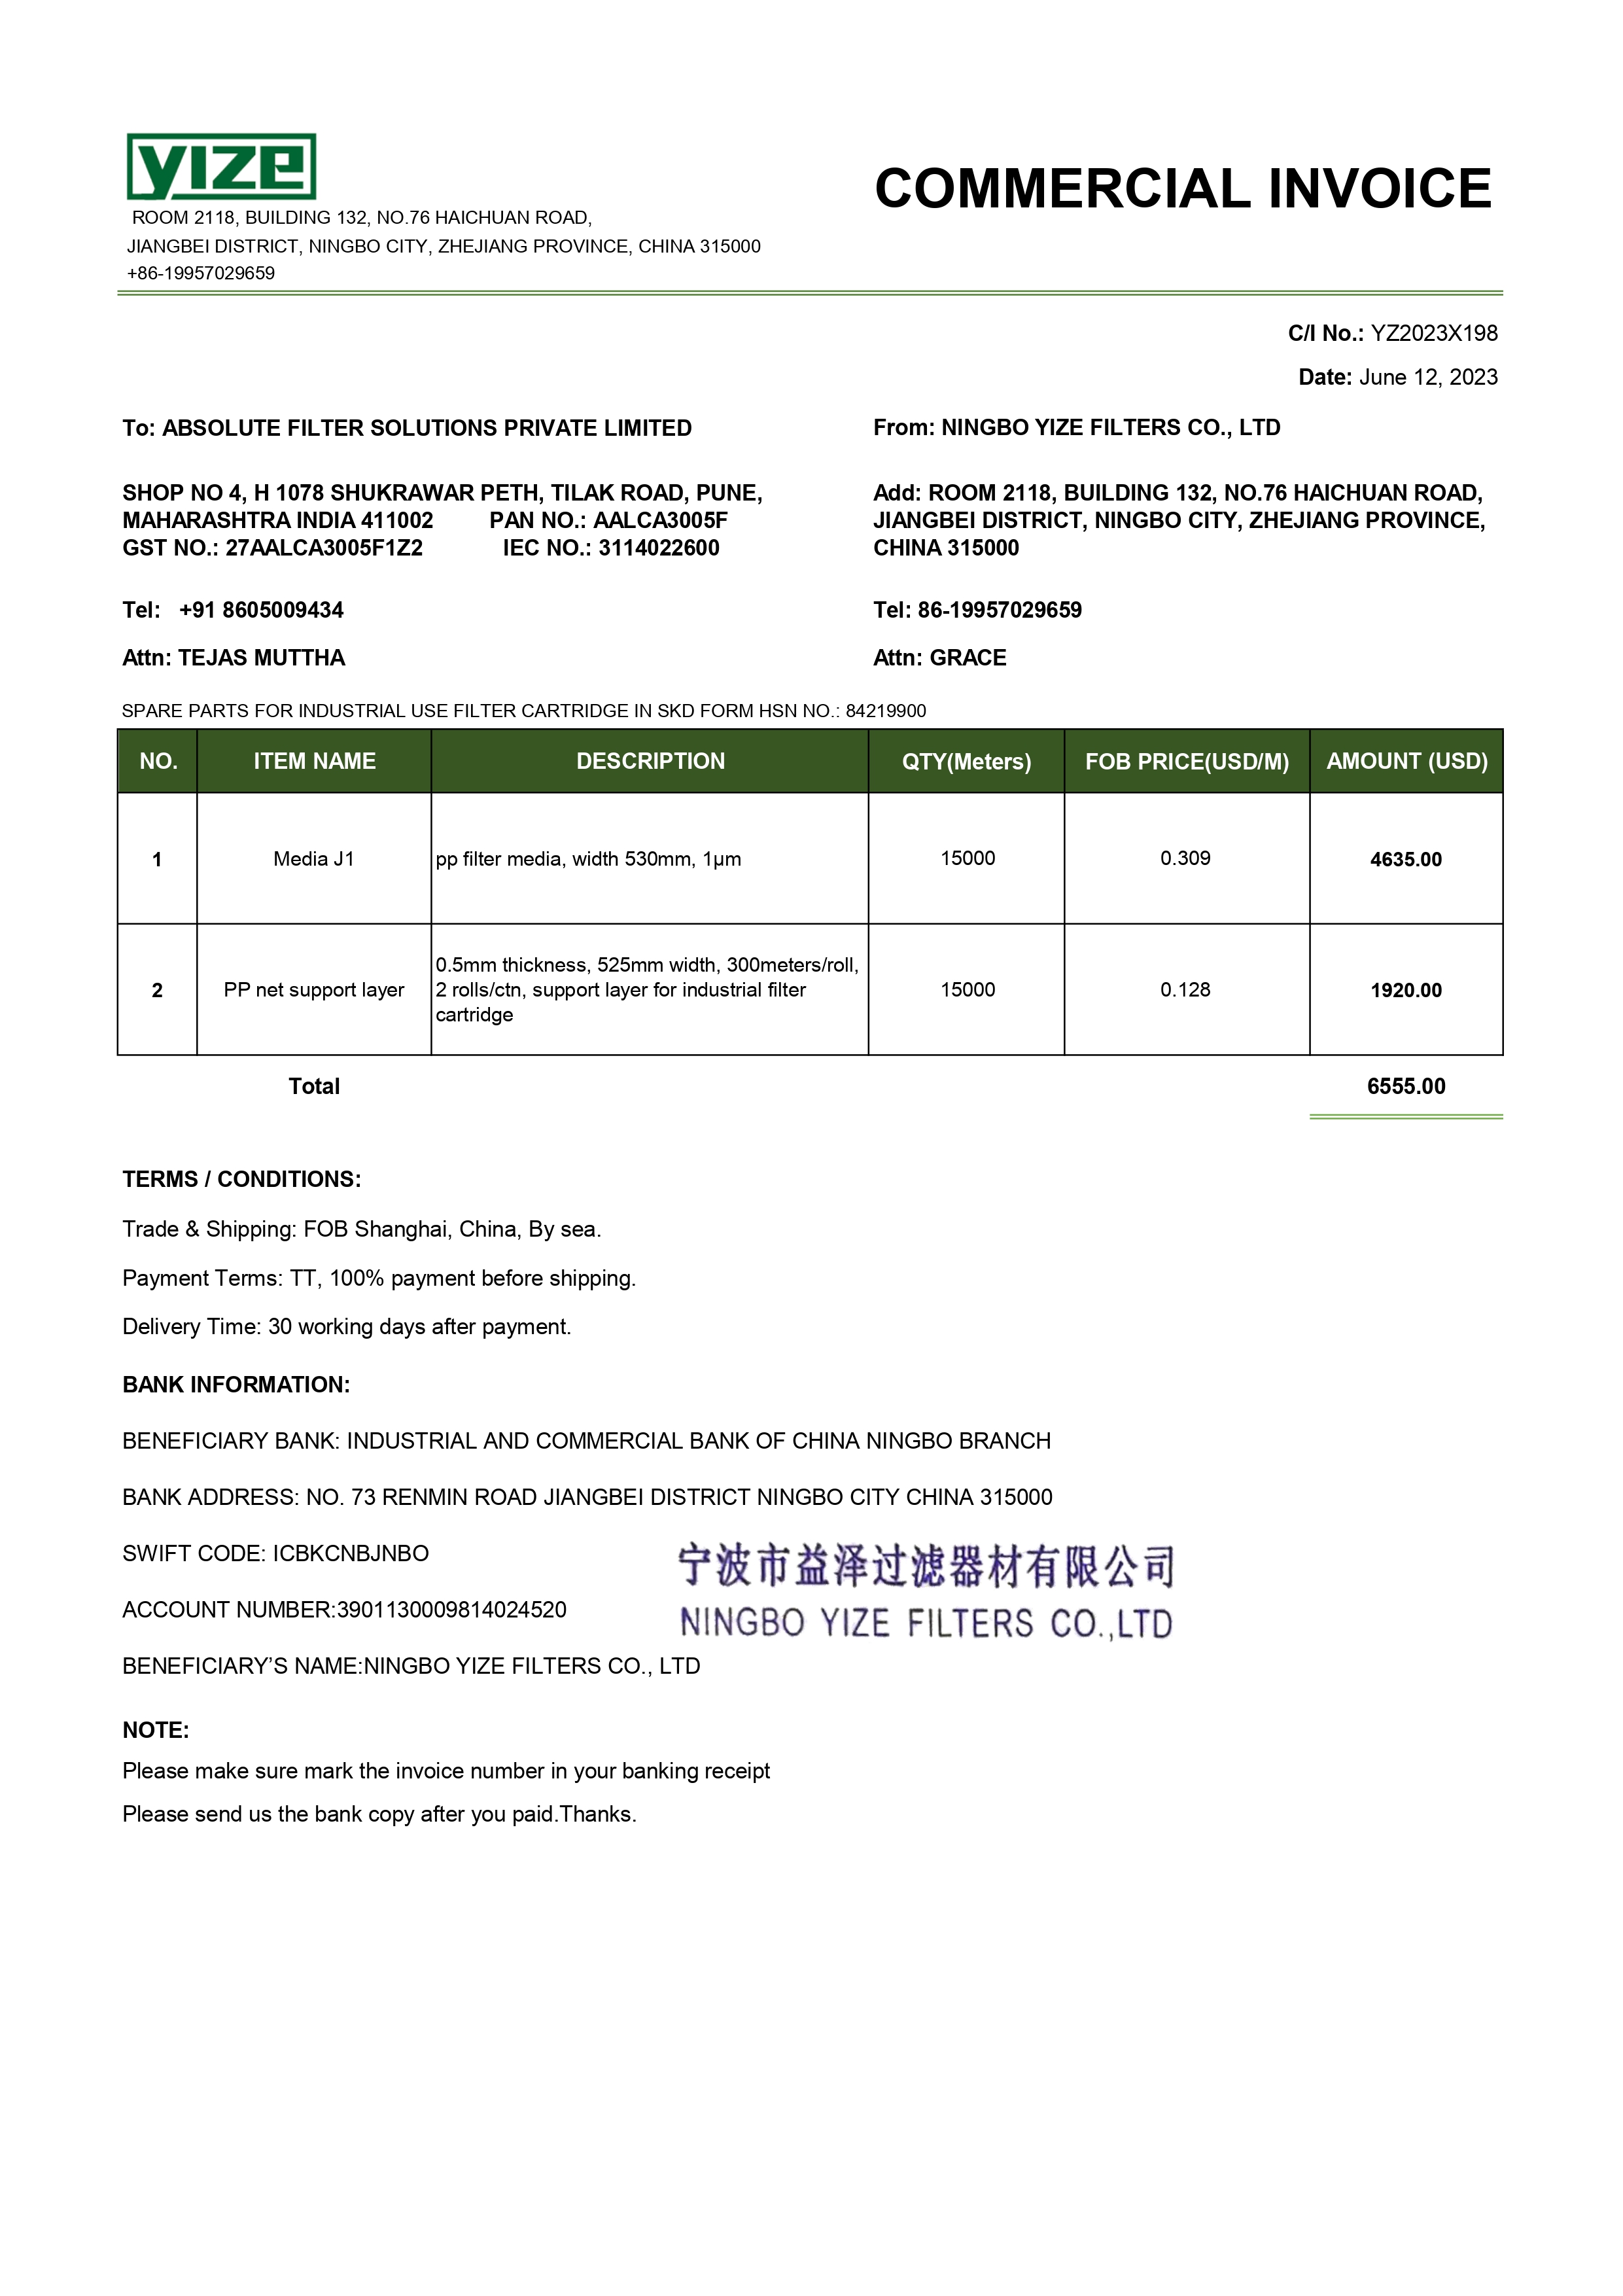 yize
COMMERCIAL INVOICE
ROOM 2118, BUILDING 132, NO.76 HAICHUAN ROAD,
JIANGBEI DISTRICT, NINGBO CITY, ZHEJIANG PROVINCE, CHINA 315000
+86-19957029659
C/I No.: YZ2023X198
Date: June 12, 2023
To: ABSOLUTE FILTER SOLUTIONS PRIVATE LIMITED
SHOP NO 4, H 1078 SHUKRAWAR PETH, TILAK ROAD, PUNE,
MAHARASHTRA INDIA 411002 PAN NO.: AALCA3005F
GST NO.: 27AALCA3005F1Z2 IEC NO.: 3114022600
Tel: +91 8605009434
Attn: TEJAS MUTTHA
From: NINGBO YIZE FILTERS CO., LTD
Add: ROOM 2118, BUILDING 132, NO.76 HAICHUAN ROAD,
JIANGBEI DISTRICT, NINGBO CITY, ZHEJIANG PROVINCE,
CHINA 315000
Tel: 86-19957029659
Attn: GRACE
SPARE PARTS FOR INDUSTRIAL USE FILTER CARTRIDGE IN SKD FORM HSN NO.: 84219900
NO. ITEM NAME DESCRIPTION QTY(Meters) FOB PRICE(USD/M) AMOUNT (USD)
1 Media J1 pp filter media, width 530mm, 1µm 15000 0.309 4635.00
2 PP net support layer 0.5mm thickness, 525mm width, 300meters/roll,
2 rolls/ctn, support layer for industrial filter
cartridge 15000 0.128 1920.00
Total 6555.00
TERMS / CONDITIONS:
Trade & Shipping: FOB Shanghai, China, By sea.
Payment Terms: TT, 100% payment before shipping.
Delivery Time: 30 working days after payment.
BANK INFORMATION:
BENEFICIARY BANK: INDUSTRIAL AND COMMERCIAL BANK OF CHINA NINGBO BRANCH
BANK ADDRESS: NO. 73 RENMIN ROAD JIANGBEI DISTRICT NINGBO CITY CHINA 315000
SWIFT CODE: ICBKCNBJNBO
ACCOUNT NUMBER:3901130009814024520
BENEFICIARY’S NAME:NINGBO YIZE FILTERS CO., LTD
宁波市益泽过滤器材有限公司
NINGBO YIZE FILTERS CO.,LTD
NOTE:
Please make sure mark the invoice number in your banking receipt
Please send us the bank copy after you paid.Thanks.